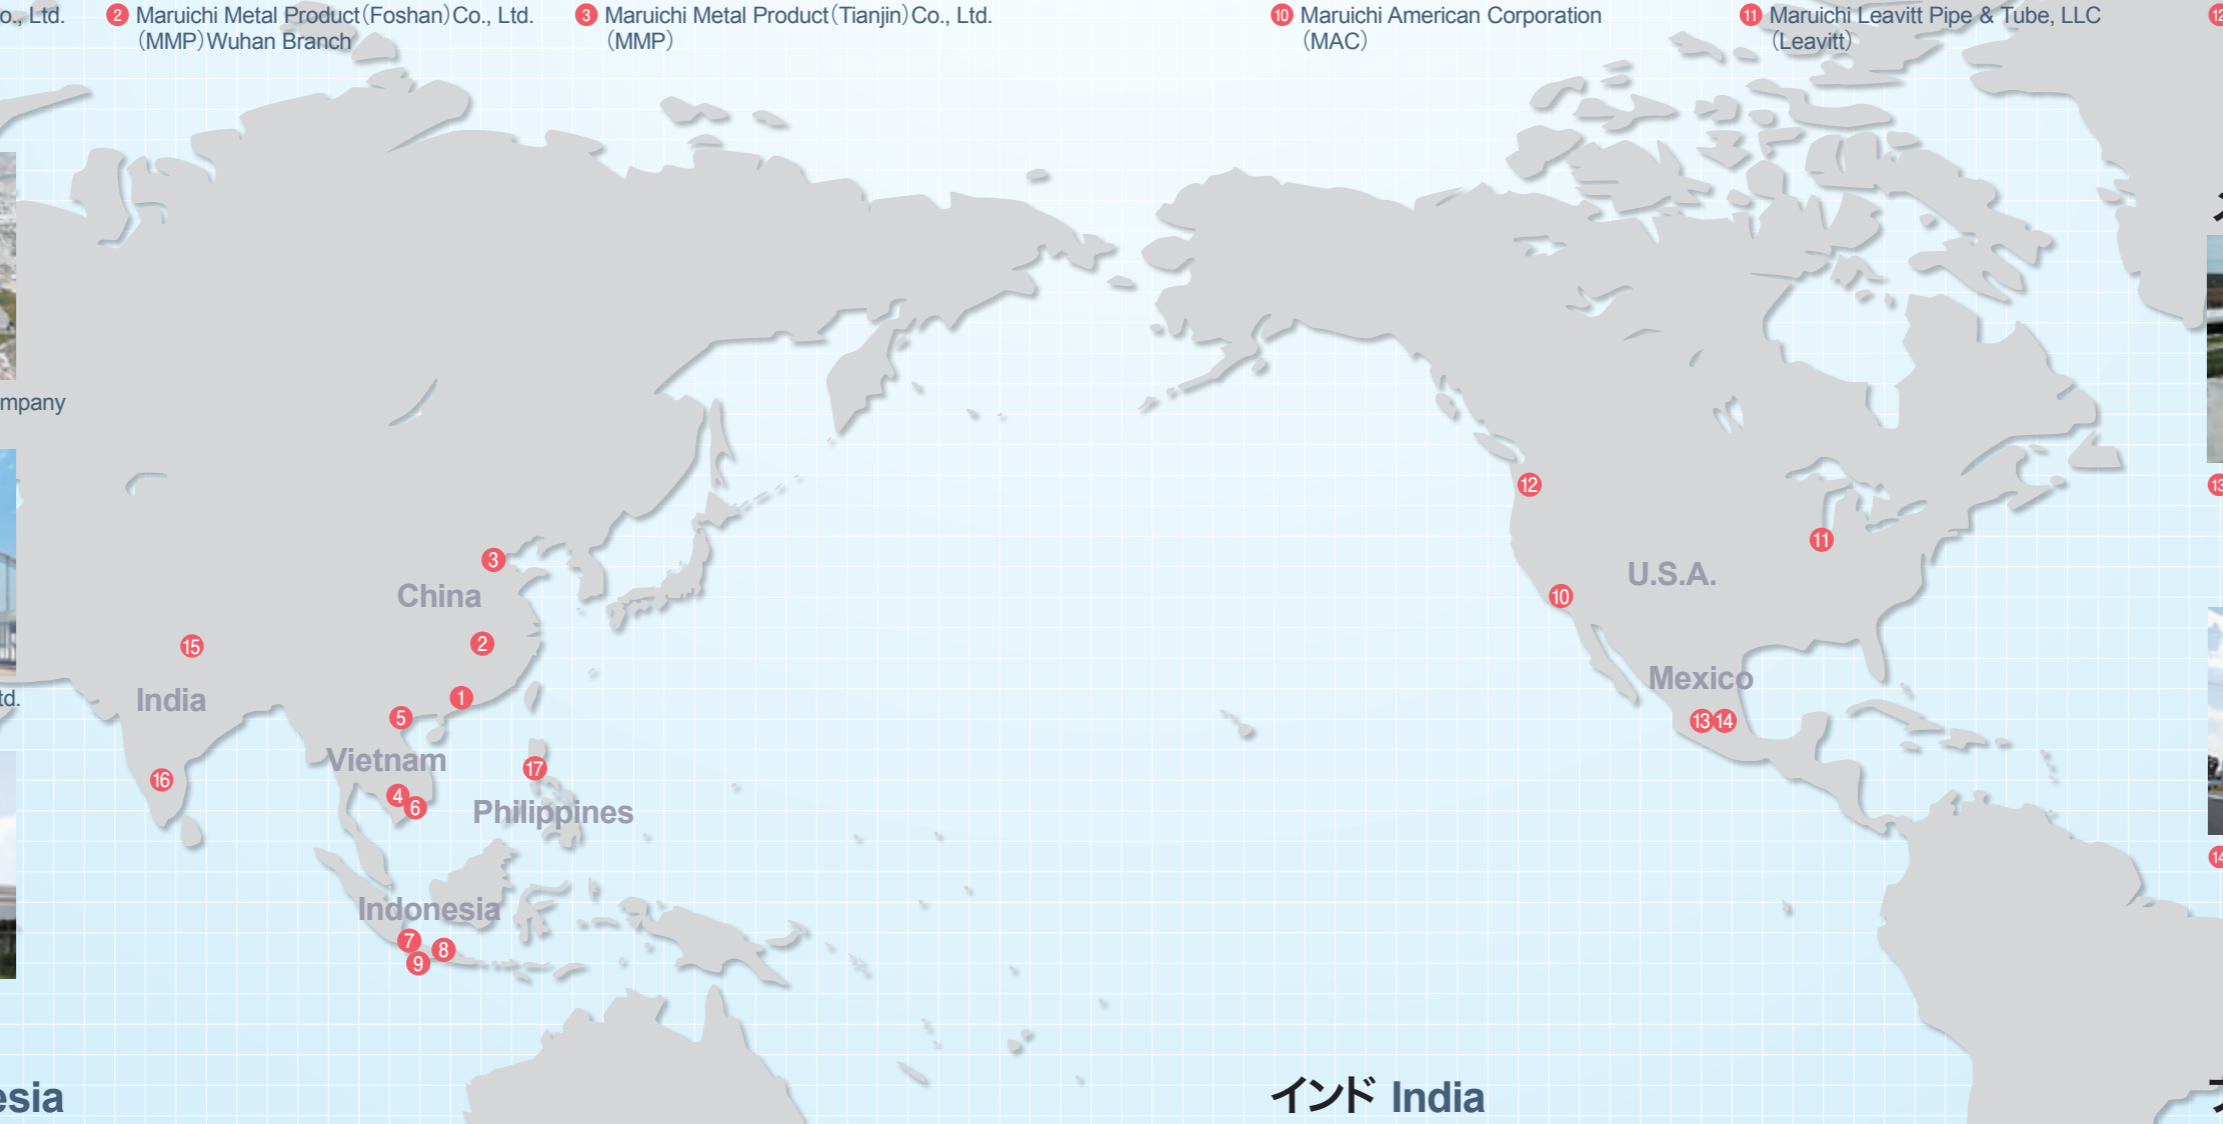 o., Ltd.
2 Maruichi Metal Product(Foshan)Co., Ltd.
(MMP)Wuhan Branch
3 Maruichi Metal Product(Tianjin)Co., Ltd.
(MMP)
10 Maruichi American Corporation
(MAC)
11 Maruichi Leavitt Pipe & Tube, LLC
(Leavitt)
12
mpany
12
13
3
11
China
U.S.A.
10
15
2
td.
India
1
Mexico
5
13 14
Vietnam
17
16
4
6
Philippines
14
Indonesia
7
8
9
esia
インド India